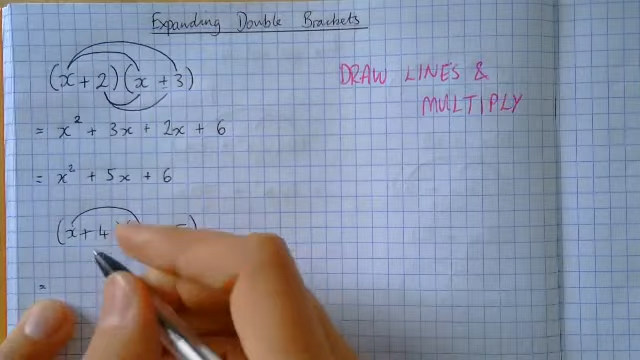 Expanding Double Brackets
(x + 2)(x + 3)
DRAW LINES &
MULTIPLY
= x² + 3x + 2x + 6
= x² + 5x + 6
(x + 4)
=